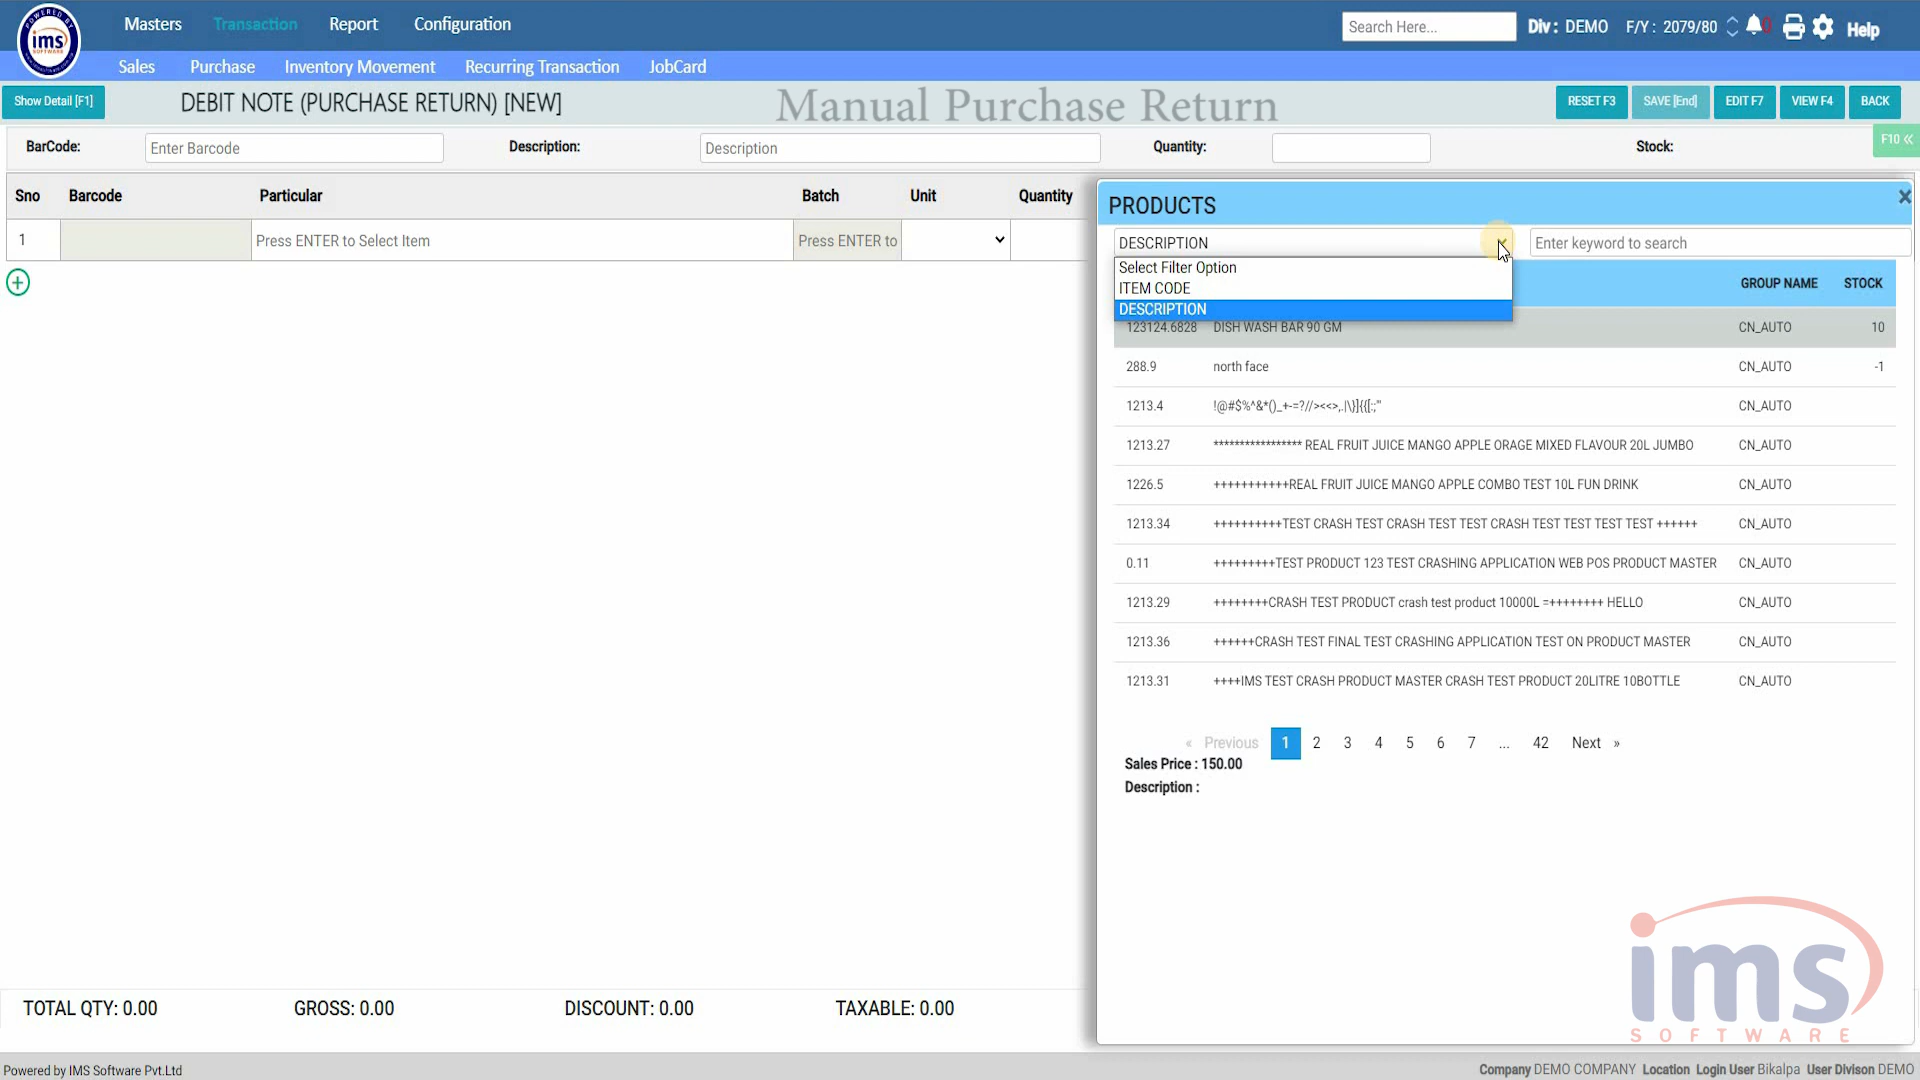 POWERED BY
ims
SOFTWARE
Masters Transaction Report Configuration
Search Here... Div : DEMO F/Y : 2079/80 0 Help
Sales Purchase Inventory Movement Recurring Transaction JobCard
Show Detail [F1] DEBIT NOTE (PURCHASE RETURN) [NEW] Manual Purchase Return RESET F3 SAVE [End] EDIT F7 VIEW F4 BACK
BarCode: Enter Barcode Description: Description Quantity: Stock: F10 «
Sno Barcode Particular Batch Unit Quantity
1 Press ENTER to Select Item Press ENTER to
PRODUCTS
DESCRIPTION Enter keyword to search
Select Filter Option
ITEM CODE
DESCRIPTION
GROUP NAME STOCK
123124.6828 DISH WASH BAR 90 GM CN_AUTO 10
288.9 north face CN_AUTO -1
1213.4 !@#$%^&*()_+-=?//><<>,.|\}]{{[:;'" CN_AUTO
1213.27 ***************** REAL FRUIT JUICE MANGO APPLE ORAGE MIXED FLAVOUR 20L JUMBO CN_AUTO
1226.5 +++++++++++REAL FRUIT JUICE MANGO APPLE COMBO TEST 10L FUN DRINK CN_AUTO
1213.34 ++++++++++TEST CRASH TEST CRASH TEST TEST CRASH TEST TEST TEST TEST ++++++ CN_AUTO
0.11 +++++++++TEST PRODUCT 123 TEST CRASHING APPLICATION WEB POS PRODUCT MASTER CN_AUTO
1213.29 ++++++++CRASH TEST PRODUCT crash test product 10000L =++++++++ HELLO CN_AUTO
1213.36 ++++++CRASH TEST FINAL TEST CRASHING APPLICATION TEST ON PRODUCT MASTER CN_AUTO
1213.31 ++++IMS TEST CRASH PRODUCT MASTER CRASH TEST PRODUCT 20LITRE 10BOTTLE CN_AUTO
« Previous 1 2 3 4 5 6 7 ... 42 Next »
Sales Price : 150.00
Description :
ims
SOFTWARE
TOTAL QTY: 0.00 GROSS: 0.00 DISCOUNT: 0.00 TAXABLE: 0.00
Powered by IMS Software Pvt.Ltd Company DEMO COMPANY Location Login User Bikalpa User Divison DEMO